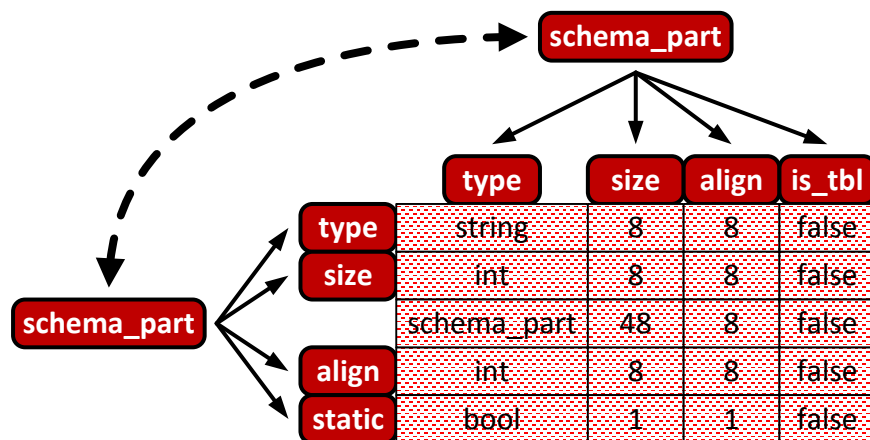 schema_part
type size align is_tbl
type string 8 8 false
size int 8 8 false
schema_part schema_part 48 8 false
align int 8 8 false
static bool 1 1 false